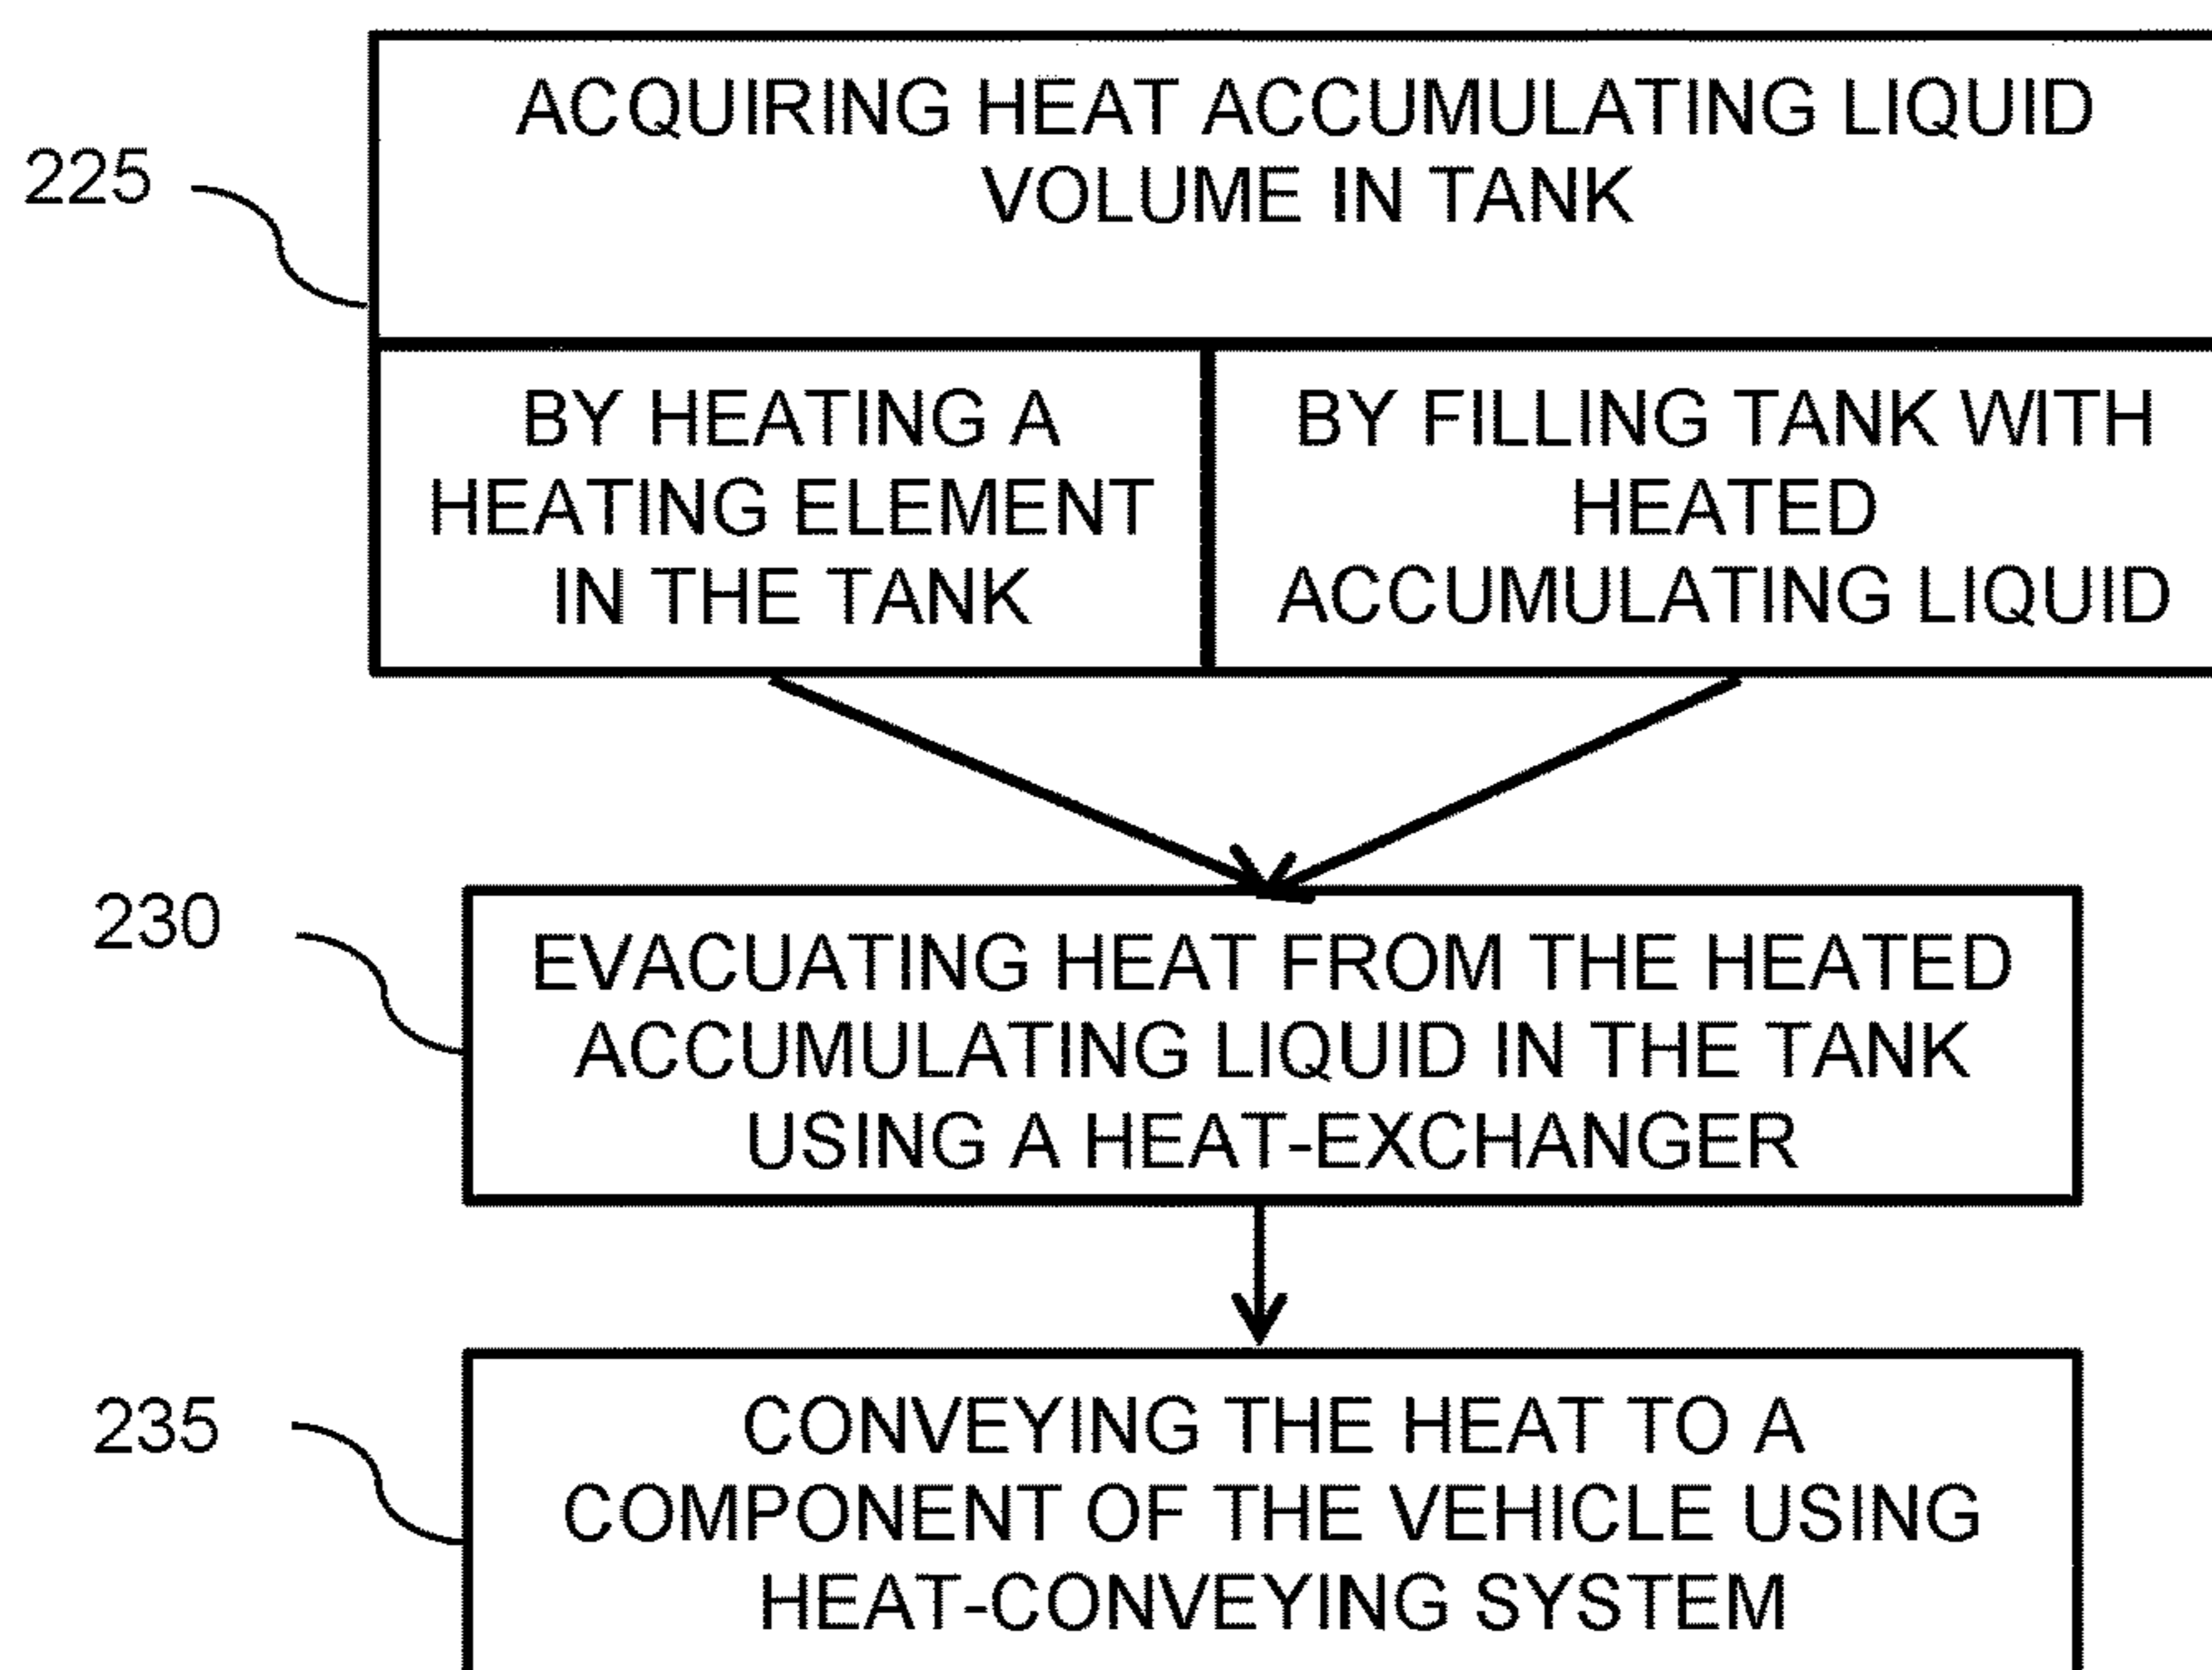 225
ACQUIRING HEAT ACCUMULATING LIQUID
VOLUME IN TANK
BY HEATING A
HEATING ELEMENT
IN THE TANK
BY FILLING TANK WITH
HEATED
ACCUMULATING LIQUID
230
EVACUATING HEAT FROM THE HEATED
ACCUMULATING LIQUID IN THE TANK
USING A HEAT-EXCHANGER
235
CONVEYING THE HEAT TO A
COMPONENT OF THE VEHICLE USING
HEAT-CONVEYING SYSTEM